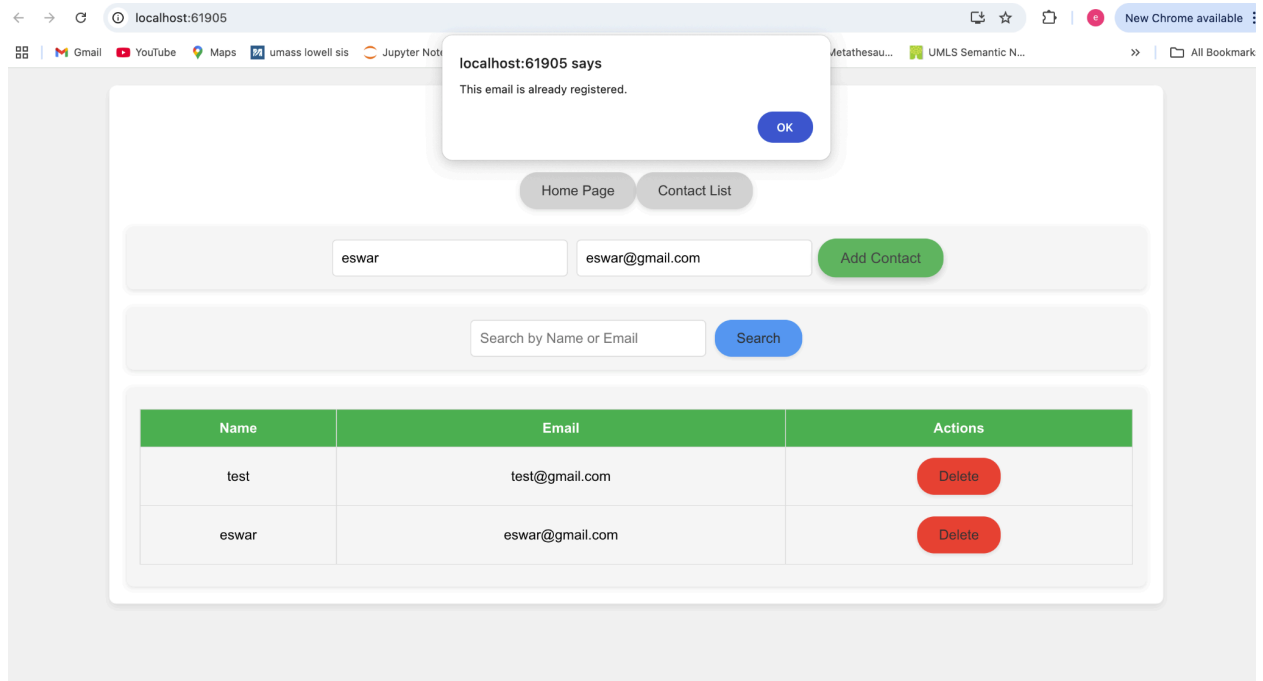 localhost:61905
e
New Chrome available
Gmail YouTube Maps umass lowell sis Jupyter UMLS Semantic N... » All Bookmark
localhost:61905 says
This email is already registered.
OK
Home Page Contact List
eswar eswar@gmail.com Add Contact
Search by Name or Email Search
Name Email Actions
test test@gmail.com Delete
eswar eswar@gmail.com Delete